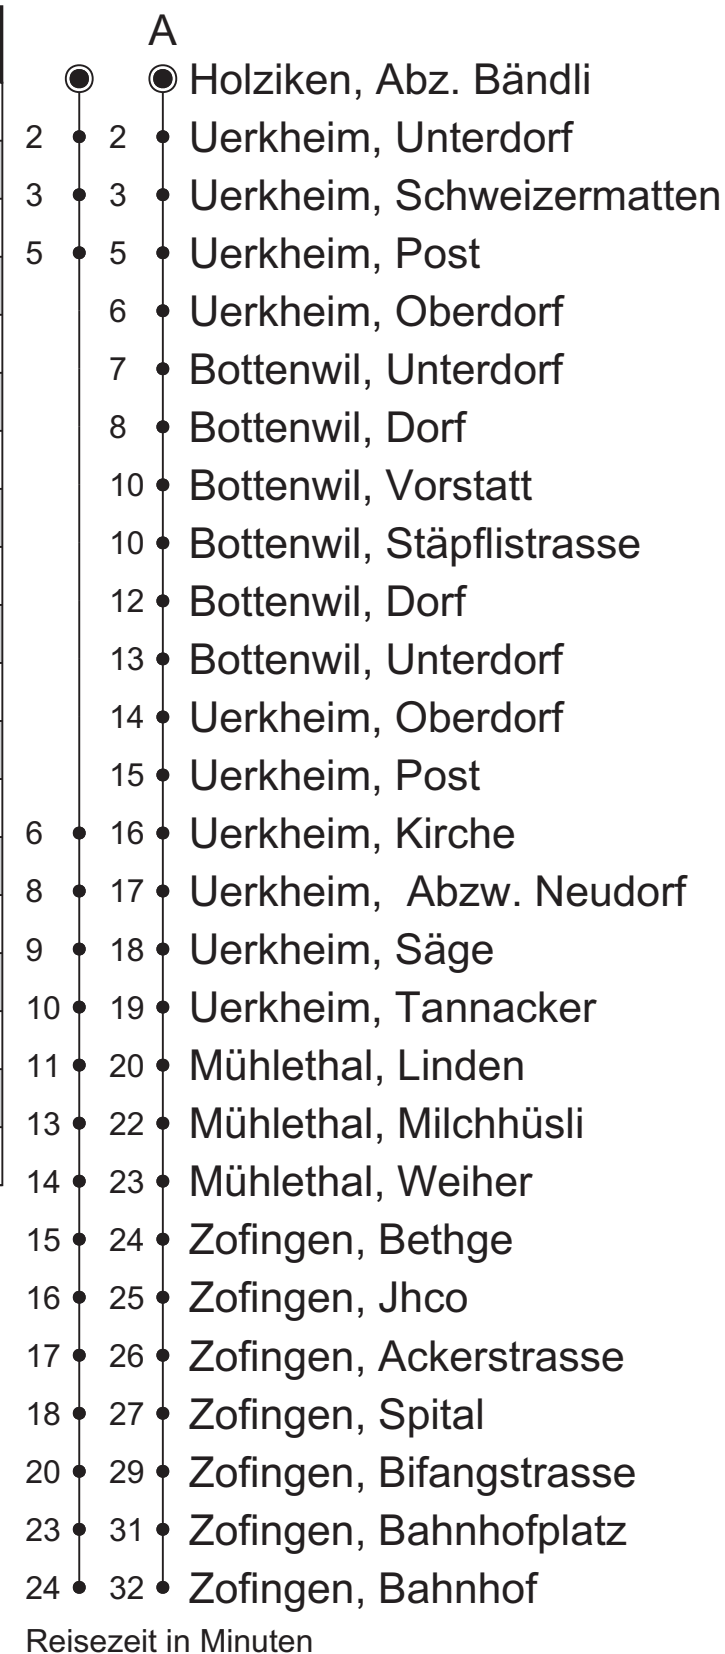 A
Holziken, Abz. Bändli
2 2 Uerkheim, Unterdorf
3 3 Uerkheim, Schweizermatten
5 5 Uerkheim, Post
6 Uerkheim, Oberdorf
7 Bottenwil, Unterdorf
8 Bottenwil, Dorf
10 Bottenwil, Vorstatt
10 Bottenwil, Stäpflistrasse
12 Bottenwil, Dorf
13 Bottenwil, Unterdorf
14 Uerkheim, Oberdorf
15 Uerkheim, Post
6 16 Uerkheim, Kirche
8 17 Uerkheim, Abzw. Neudorf
9 18 Uerkheim, Säge
10 19 Uerkheim, Tannacker
11 20 Mühlethal, Linden
13 22 Mühlethal, Milchhüsli
14 23 Mühlethal, Weiher
15 24 Zofingen, Bethge
16 25 Zofingen, Jhco
17 26 Zofingen, Ackerstrasse
18 27 Zofingen, Spital
20 29 Zofingen, Bifangstrasse
23 31 Zofingen, Bahnhofplatz
24 32 Zofingen, Bahnhof
Reisezeit in Minuten